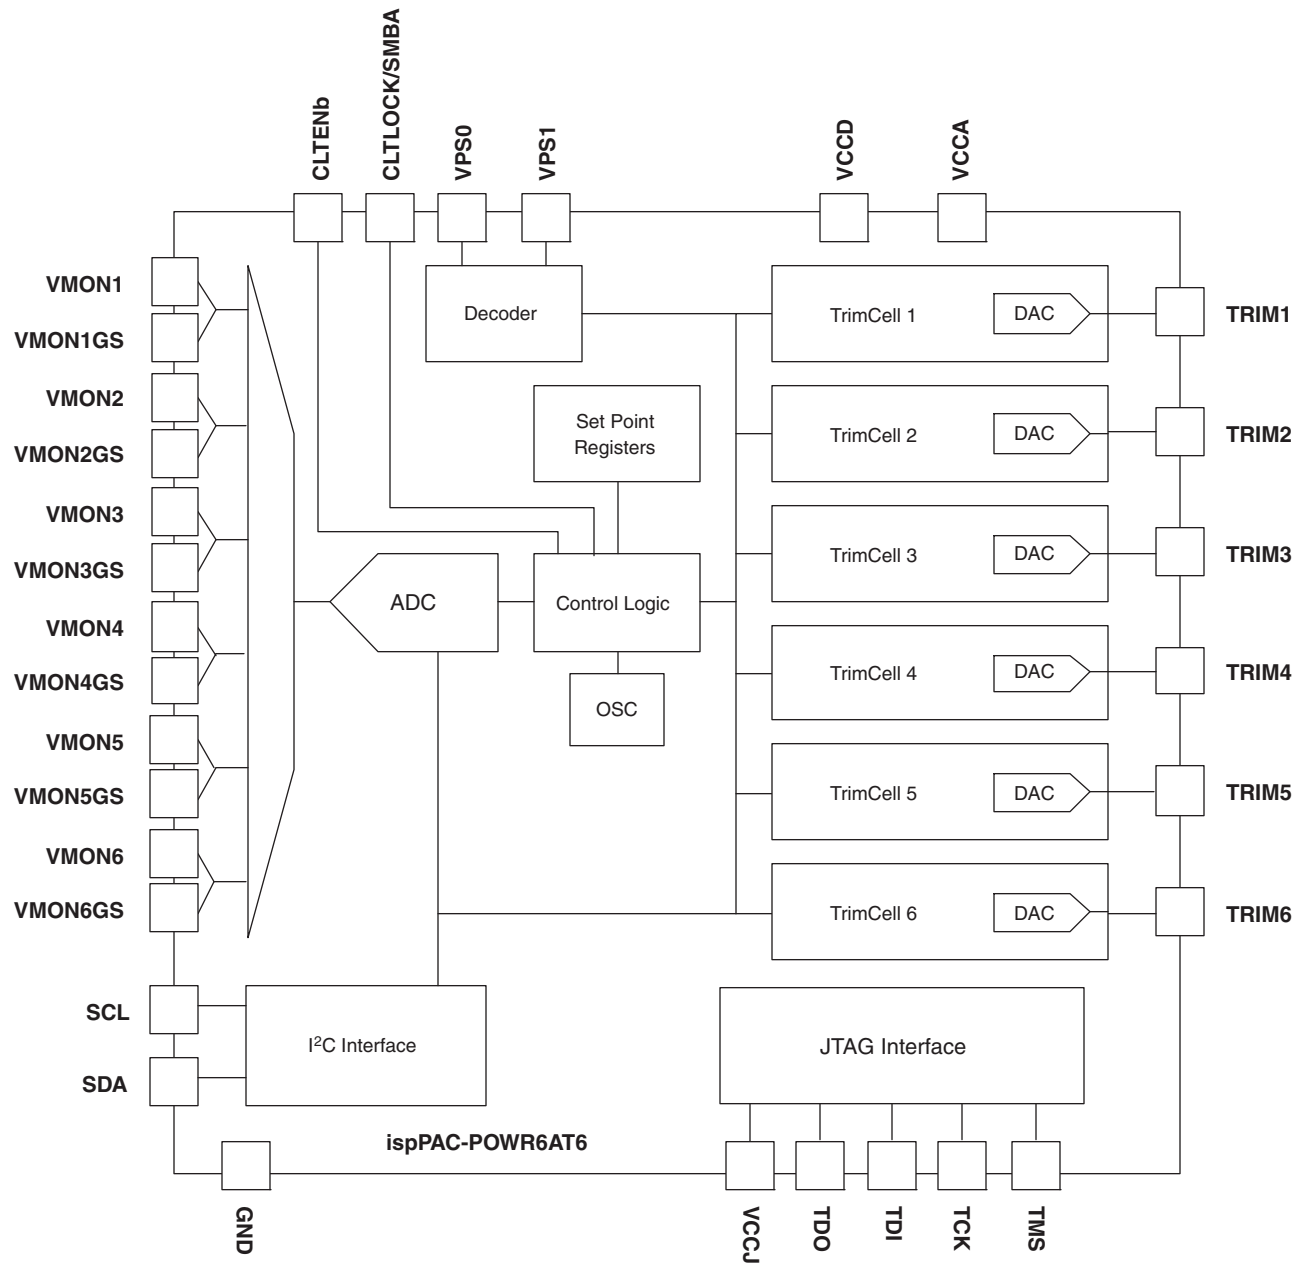 CLTENb
CLTLOCK/SMBA
VPS0
VPS1
VCCD
VCCA
VMON1
VMON1GS
VMON2
VMON2GS
VMON3
VMON3GS
VMON4
VMON4GS
VMON5
VMON5GS
VMON6
VMON6GS
SCL
SDA
Decoder
Set Point
Registers
ADC
Control Logic
OSC
TrimCell 1
DAC
TRIM1
TrimCell 2
DAC
TRIM2
TrimCell 3
DAC
TRIM3
TrimCell 4
DAC
TRIM4
TrimCell 5
DAC
TRIM5
TrimCell 6
DAC
TRIM6
I²C Interface
JTAG Interface
ispPAC-POWR6AT6
GND
VCCJ
TDO
TDI
TCK
TMS